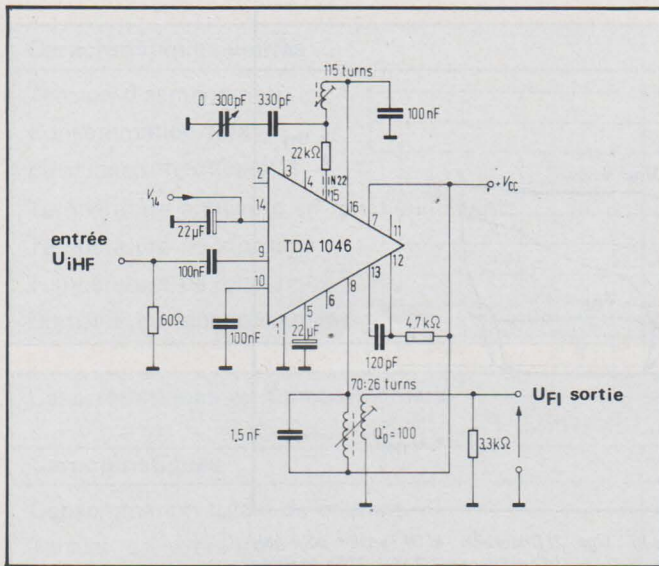 115 turns
0...300pF
330pF
100nF
22kΩ
N22
2
3
4
15
16
7
11
+VCC
V14
14
22µF
TDA 1046
12
entrée
UiHF
9
100nF
13
10
8
6
5
1
60Ω
100nF
22µF
4,7kΩ
120pF
70:26 turns
UFI sortie
1,5nF
Q0=100
3,3kΩ